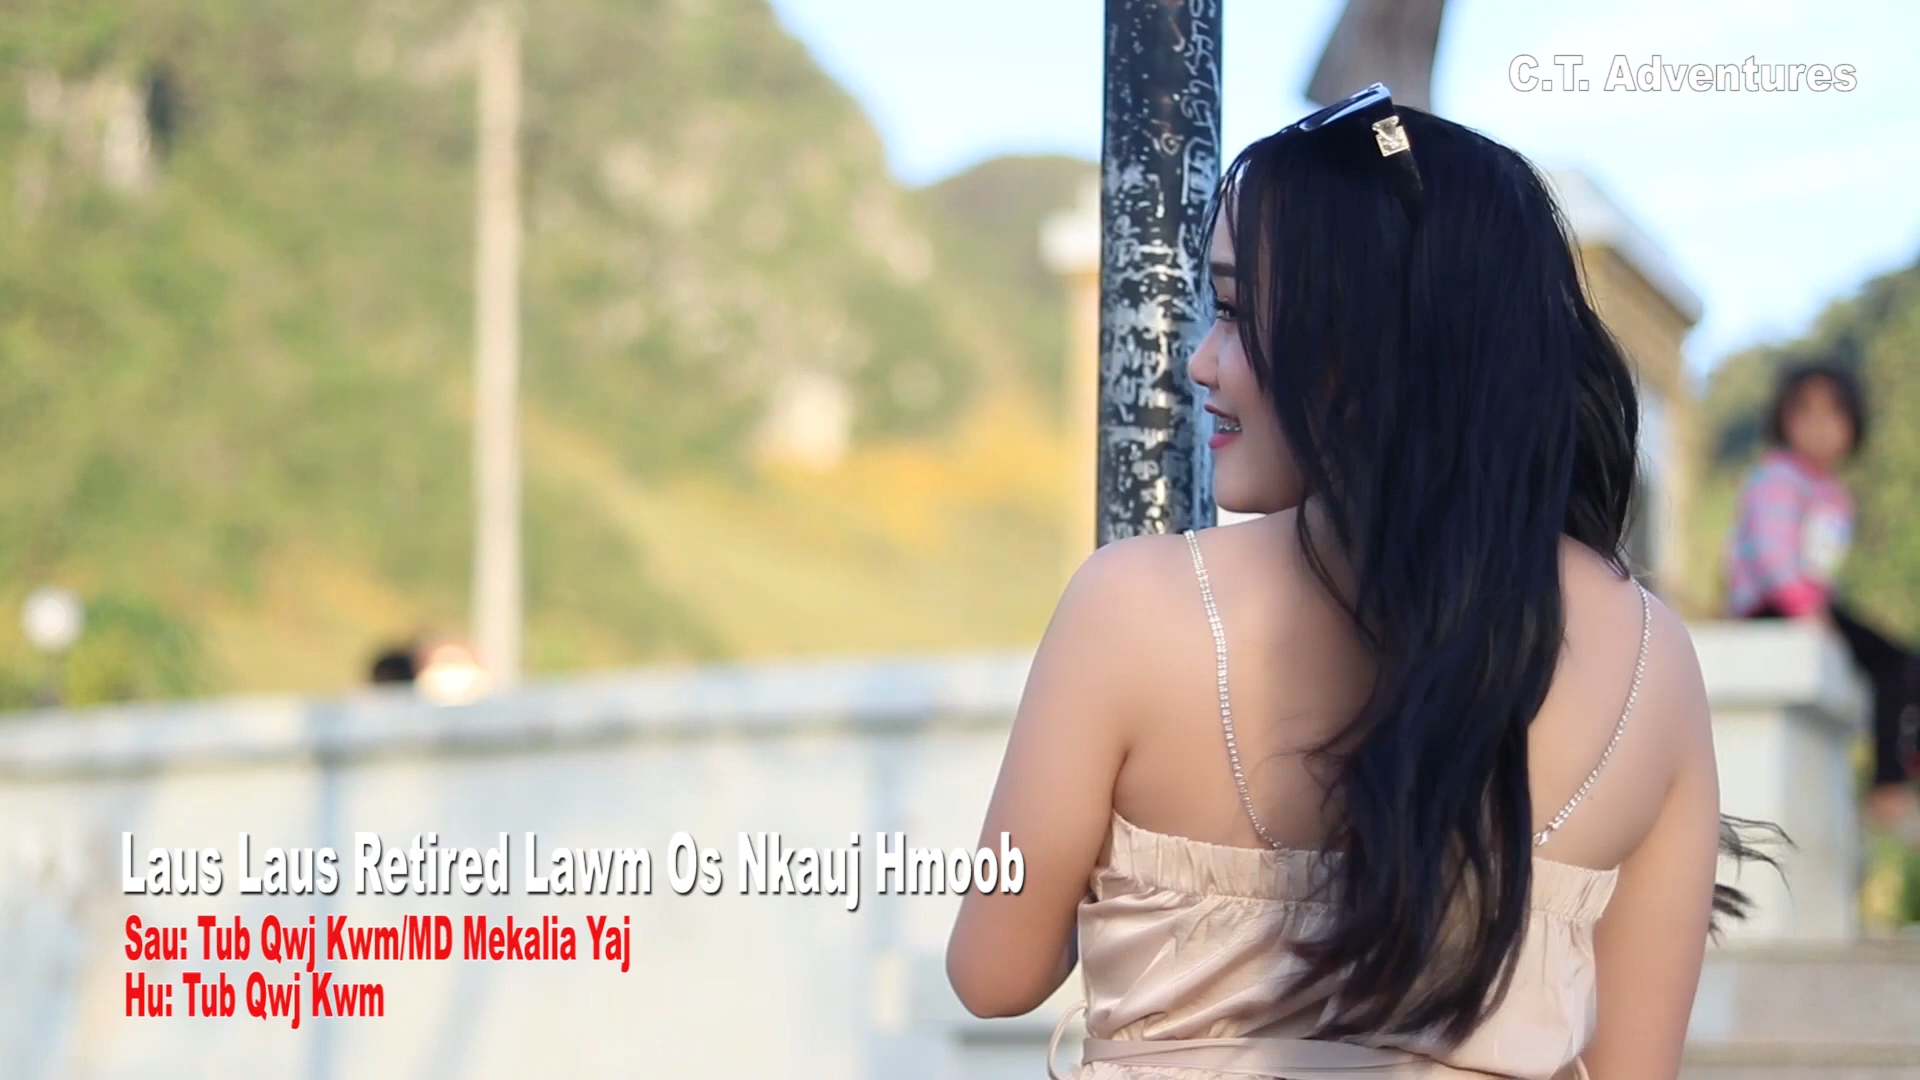 C.T. Adventures
Laus Laus Retired Lawm Os Nkauj Hmoob
Sau: Tub Qwj Kwm/MD Mekalia Yaj
Hu: Tub Qwj Kwm